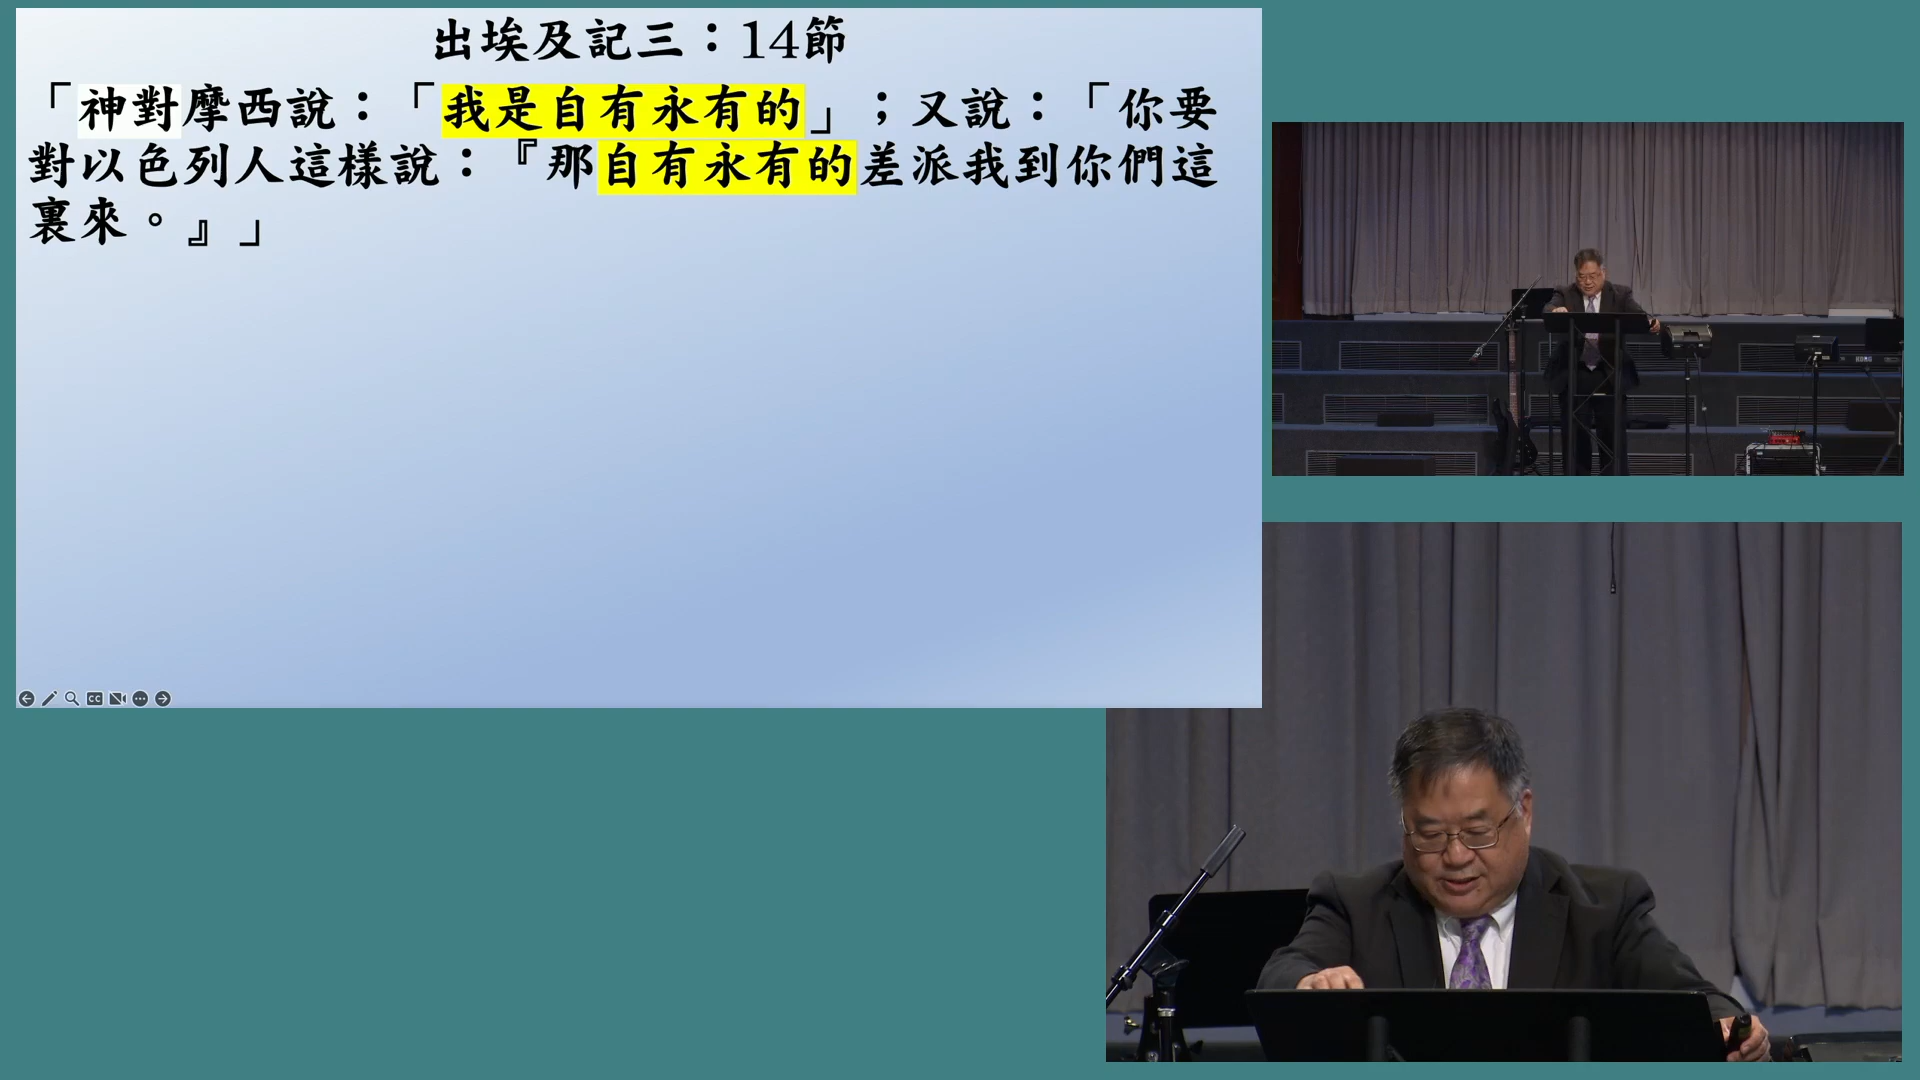 出埃及記三：14節
「神對摩西說：「我是自有永有的」；又說：「你要
對以色列人這樣說：『那自有永有的差派我到你們這
裏來。』」
CC